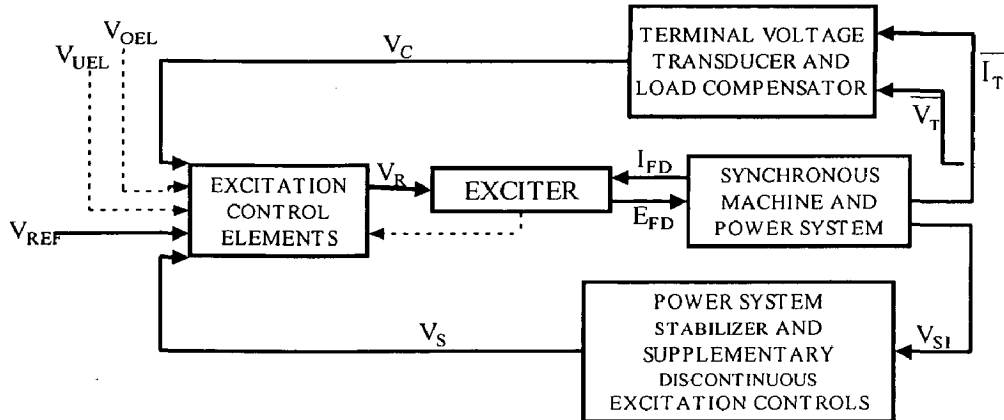 TERMINAL VOLTAGE
TRANSDUCER AND
LOAD COMPENSATOR
V_C
V_OEL
V_UEL
I_T
V_T
EXCITATION
CONTROL
ELEMENTS
V_R
EXCITER
I_FD
E_FD
SYNCHRONOUS
MACHINE AND
POWER SYSTEM
V_REF
V_S
POWER SYSTEM
STABILIZER AND
SUPPLEMENTARY
DISCONTINUOUS
EXCITATION CONTROLS
V_SI